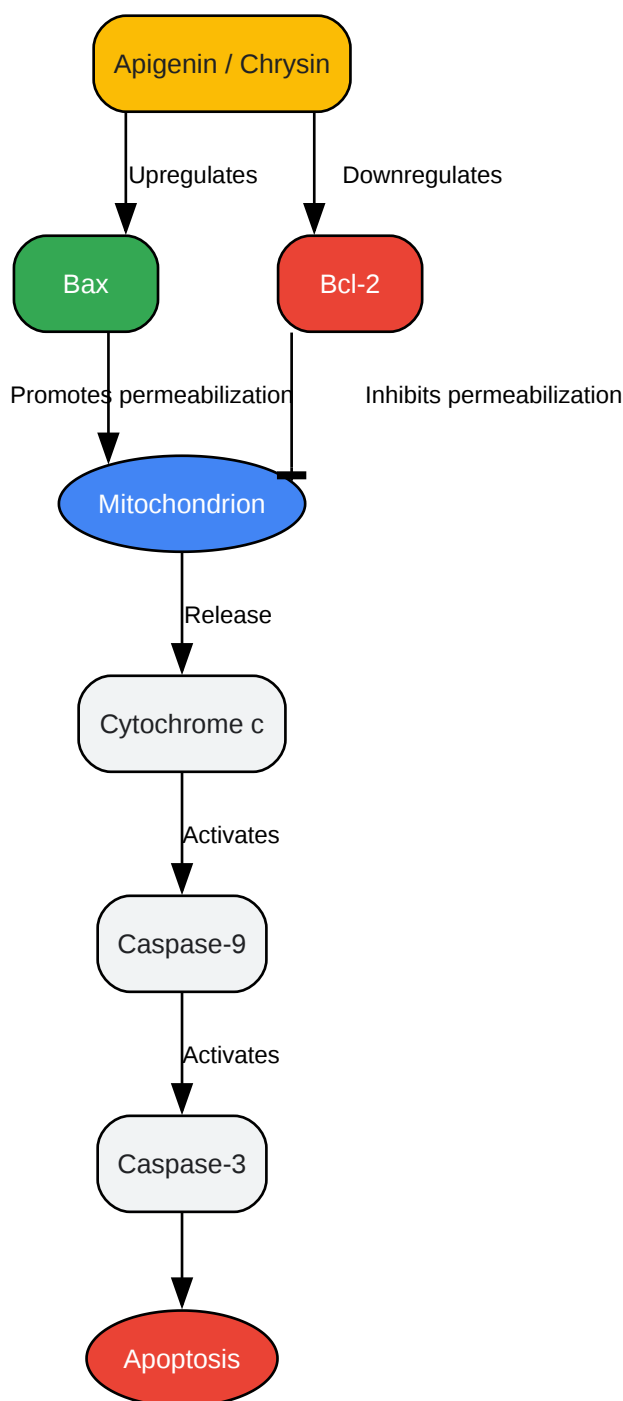 Apigenin / Chrysin
Upregulates
Downregulates
Bax
Bcl-2
Promotes permeabilization
Inhibits permeabilization
Mitochondrion
Release
Cytochrome c
Activates
Caspase-9
Activates
Caspase-3
Apoptosis